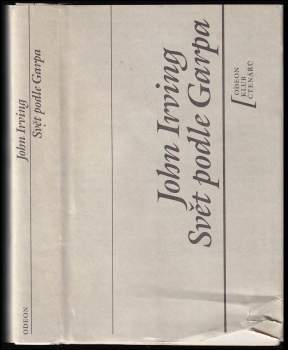 John Irving
Svět podle Garpa
ODEON
John Irving
Svět podle Garpa
ODEON
KLUB
ČTENÁŘŮ